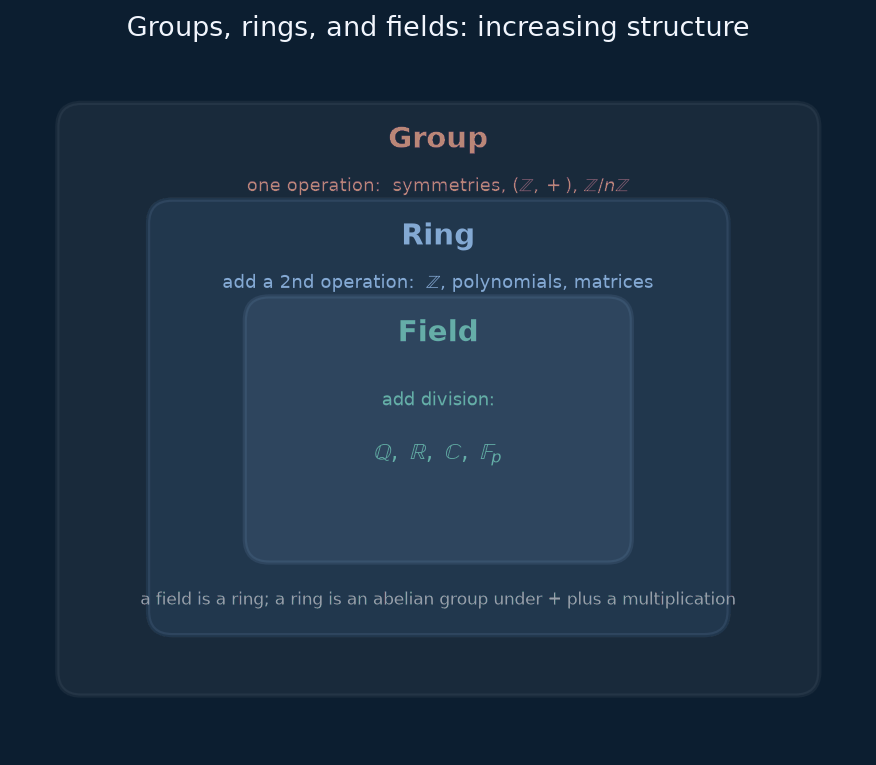 Groups, rings, and fields: increasing structure
Group
one operation: symmetries, (ℤ, +), ℤ/nℤ
Ring
add a 2nd operation: ℤ, polynomials, matrices
Field
add division:
ℚ, ℝ, ℂ, 𝔽ₚ
a field is a ring; a ring is an abelian group under + plus a multiplication